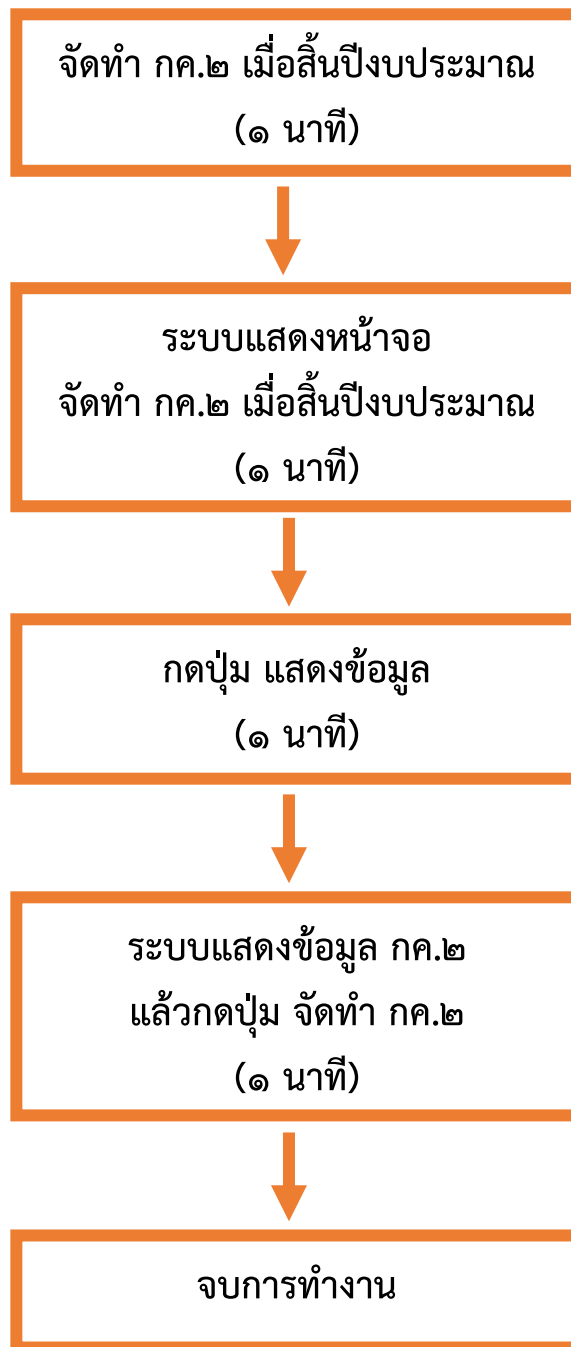 จัดทำ กค.๒ เมื่อสิ้นปีงบประมาณ
(๑ นาที)
ระบบแสดงหน้าจอ
จัดทำ กค.๒ เมื่อสิ้นปีงบประมาณ
(๑ นาที)
กดปุ่ม แสดงข้อมูล
(๑ นาที)
ระบบแสดงข้อมูล กค.๒
แล้วกดปุ่ม จัดทำ กค.๒
(๑ นาที)
จบการทำงาน